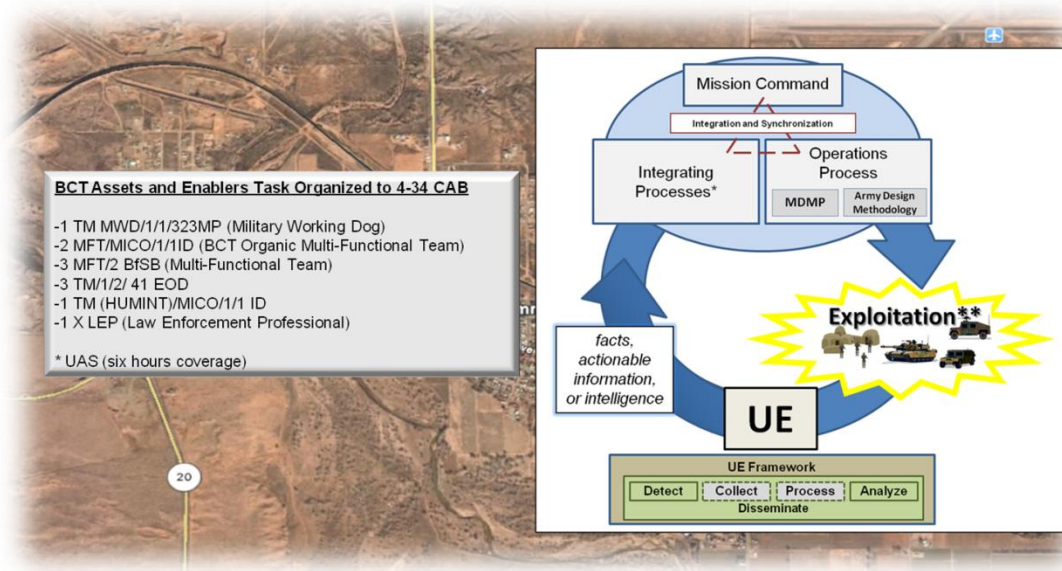 BCT Assets and Enablers Task Organized to 4-34 CAB
-1 TM MWD/1/1/323MP (Military Working Dog)
-2 MFT/MICO/1/1ID (BCT Organic Multi-Functional Team)
-3 MFT/2 BfSB (Multi-Functional Team)
-3 TM/1/2/ 41 EOD
-1 TM (HUMINT)/MICO/1/1 ID
-1 X LEP (Law Enforcement Professional)
* UAS (six hours coverage)
20
Mission Command
Integration and Synchronization
Integrating
Processes*
Operations
Process
MDMP
Army Design
Methodology
Exploitation**
facts,
actionable
information,
or intelligence
UE
UE Framework
Detect
Collect
Process
Analyze
Disseminate